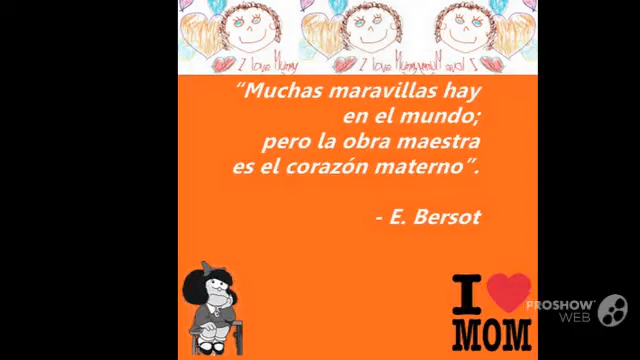 I love Mummy I love Mummy
“Muchas maravillas hay
en el mundo;
pero la obra maestra
es el corazón materno”.
- E. Bersot
I
MOM
PROSHOW
WEB